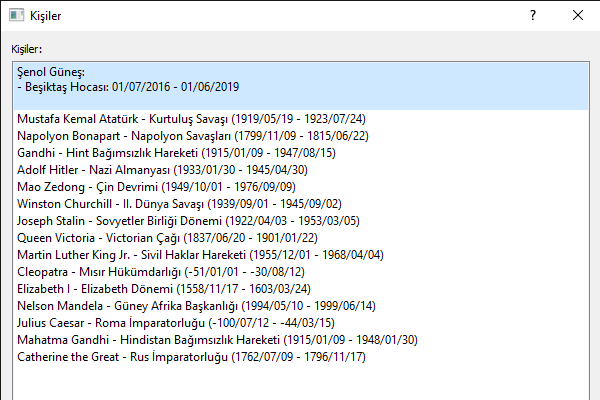 Kişiler
?
Kişiler:
Şenol Güneş:
- Beşiktaş Hocası: 01/07/2016 - 01/06/2019
Mustafa Kemal Atatürk - Kurtuluş Savaşı (1919/05/19 - 1923/07/24)
Napolyon Bonapart - Napolyon Savaşları (1799/11/09 - 1815/06/22)
Gandhi - Hint Bağımsızlık Hareketi (1915/01/09 - 1947/08/15)
Adolf Hitler - Nazi Almanyası (1933/01/30 - 1945/04/30)
Mao Zedong - Çin Devrimi (1949/10/01 - 1976/09/09)
Winston Churchill - II. Dünya Savaşı (1939/09/01 - 1945/09/02)
Joseph Stalin - Sovyetler Birliği Dönemi (1922/04/03 - 1953/03/05)
Queen Victoria - Victorian Çağı (1837/06/20 - 1901/01/22)
Martin Luther King Jr. - Sivil Haklar Hareketi (1955/12/01 - 1968/04/04)
Cleopatra - Mısır Hükümdarlığı (-51/01/01 - -30/08/12)
Elizabeth I - Elizabeth Dönemi (1558/11/17 - 1603/03/24)
Nelson Mandela - Güney Afrika Başkanlığı (1994/05/10 - 1999/06/14)
Julius Caesar - Roma İmparatorluğu (-100/07/12 - -44/03/15)
Mahatma Gandhi - Hindistan Bağımsızlık Hareketi (1915/01/09 - 1948/01/30)
Catherine the Great - Rus İmparatorluğu (1762/07/09 - 1796/11/17)